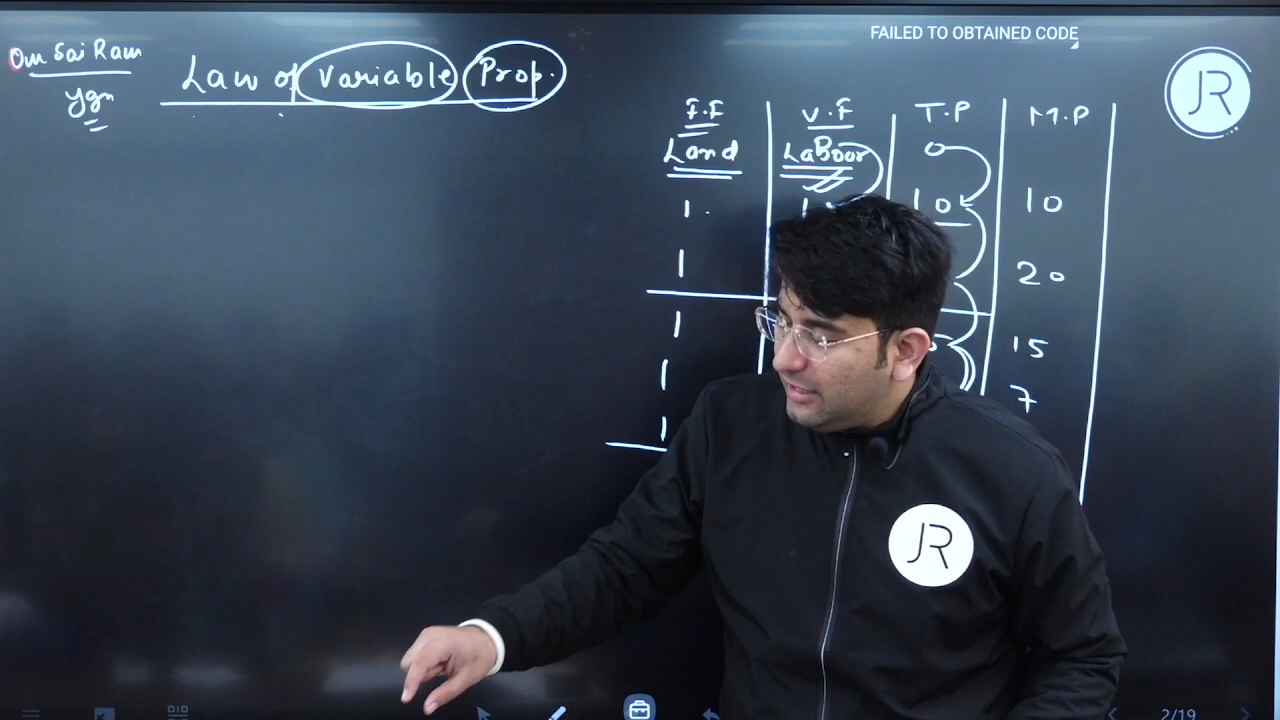 Om Sai Ram
Ygn
Law of Variable Prop.
FAILED TO OBTAINED CODE
JR
F.F V.F T.P M.P
Land Labour 0
1 10 10
1 20
1 15
1 7
1
JR
2/19